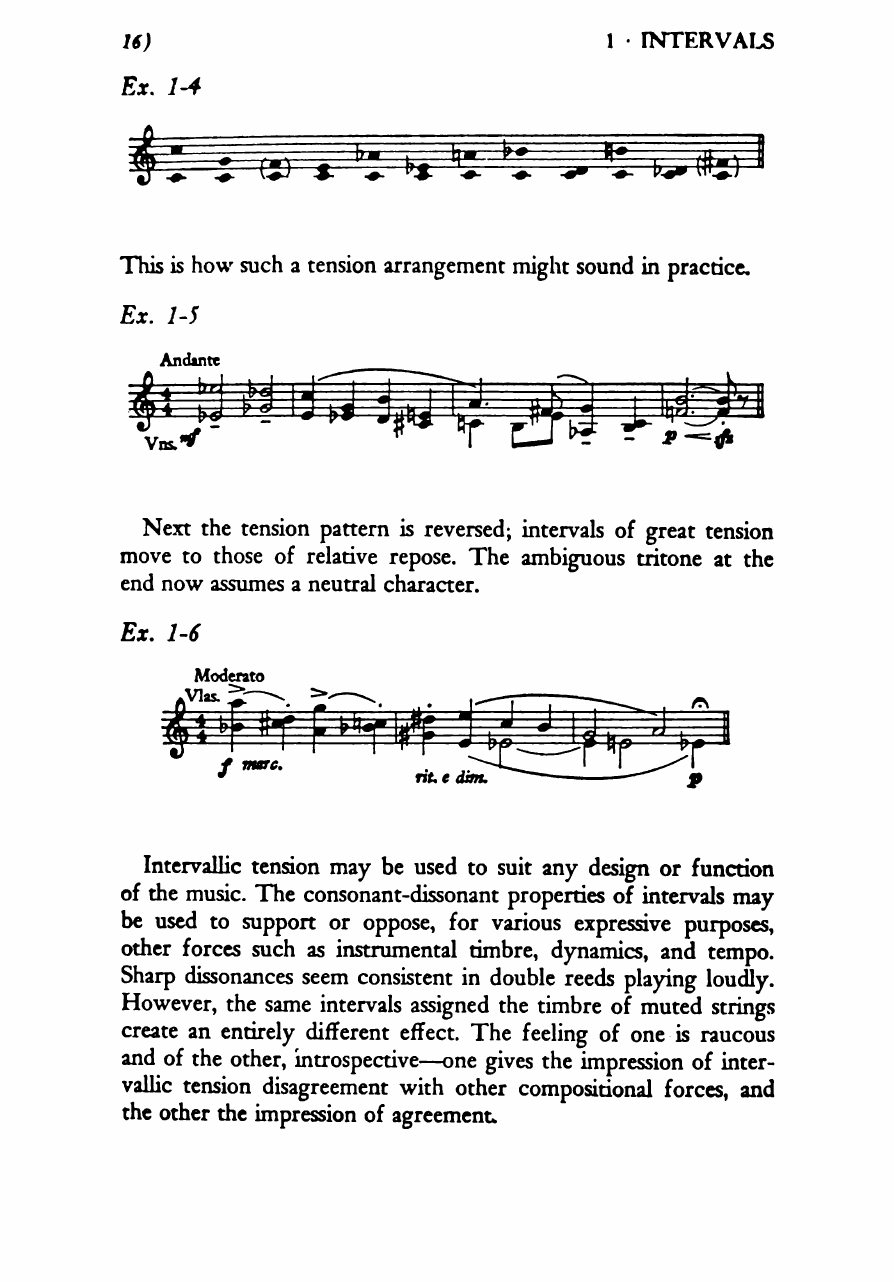 16) 1 · INTERVALS
Ex. 1-4
This is how such a tension arrangement might sound in practice.
Ex. 1-5
Andante
4
4
Vns. mf p sfz
Next the tension pattern is reversed; intervals of great tension
move to those of relative repose. The ambiguous tritone at the
end now assumes a neutral character.
Ex. 1-6
Moderato
Vlas.
4
4
f marc.
rit. e dim. p
Intervallic tension may be used to suit any design or function
of the music. The consonant-dissonant properties of intervals may
be used to support or oppose, for various expressive purposes,
other forces such as instrumental timbre, dynamics, and tempo.
Sharp dissonances seem consistent in double reeds playing loudly.
However, the same intervals assigned the timbre of muted strings
create an entirely different effect. The feeling of one is raucous
and of the other, introspective—one gives the impression of inter-
vallic tension disagreement with other compositional forces, and
the other the impression of agreement.